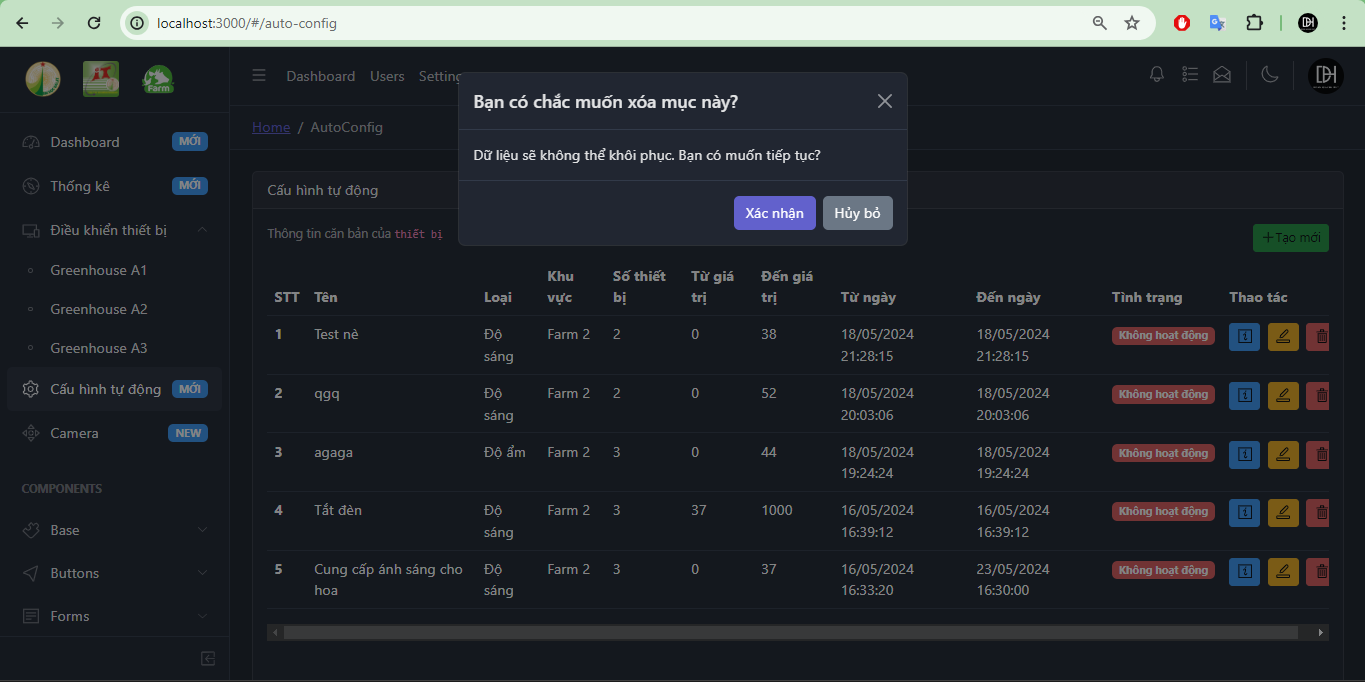 localhost:3000/#/auto-config
iT
Farm
Dashboard Users Setting
Bạn có chắc muốn xóa mục này?
Dữ liệu sẽ không thể khôi phục. Bạn có muốn tiếp tục?
Xác nhận Hủy bỏ
Home / AutoConfig
Dashboard MỚI
Thống kê MỚI
Điều khiển thiết bị
Greenhouse A1
Greenhouse A2
Greenhouse A3
Cấu hình tự động MỚI
Camera NEW
COMPONENTS
Base
Buttons
Forms
Cấu hình tự động
Thông tin căn bản của thiết bị
+Tạo mới
STT Tên Loại Khu vực Số thiết bị Từ giá trị Đến giá trị Từ ngày Đến ngày Tình trạng Thao tác
1 Test nè Độ sáng Farm 2 2 0 38 18/05/2024 21:28:15 18/05/2024 21:28:15 Không hoạt động
2 qgq Độ sáng Farm 2 2 0 52 18/05/2024 20:03:06 18/05/2024 20:03:06 Không hoạt động
3 agaga Độ ẩm Farm 2 3 0 44 18/05/2024 19:24:24 18/05/2024 19:24:24 Không hoạt động
4 Tắt đèn Độ sáng Farm 2 3 37 1000 16/05/2024 16:39:12 16/05/2024 16:39:12 Không hoạt động
5 Cung cấp ánh sáng cho hoa Độ sáng Farm 2 3 0 37 16/05/2024 16:33:20 23/05/2024 16:30:00 Không hoạt động